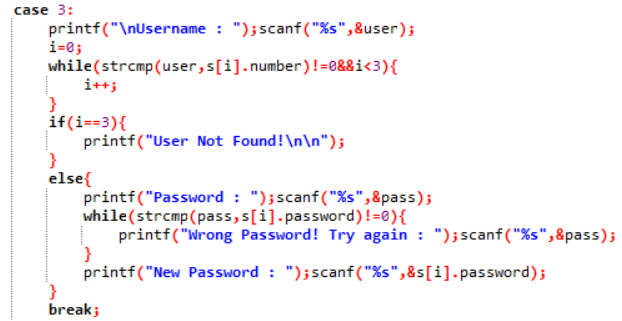 case 3:
    printf("\nUsername : ");scanf("%s",&user);
    i=0;
    while(strcmp(user,s[i].number)!=0&&i<3){
        i++;
    }
    if(i==3){
        printf("User Not Found!\n\n");
    }
    else{
        printf("Password : ");scanf("%s",&pass);
        while(strcmp(pass,s[i].password)!=0){
            printf("Wrong Password! Try again : ");scanf("%s",&pass);
        }
        printf("New Password : ");scanf("%s",&s[i].password);
    }
    break;